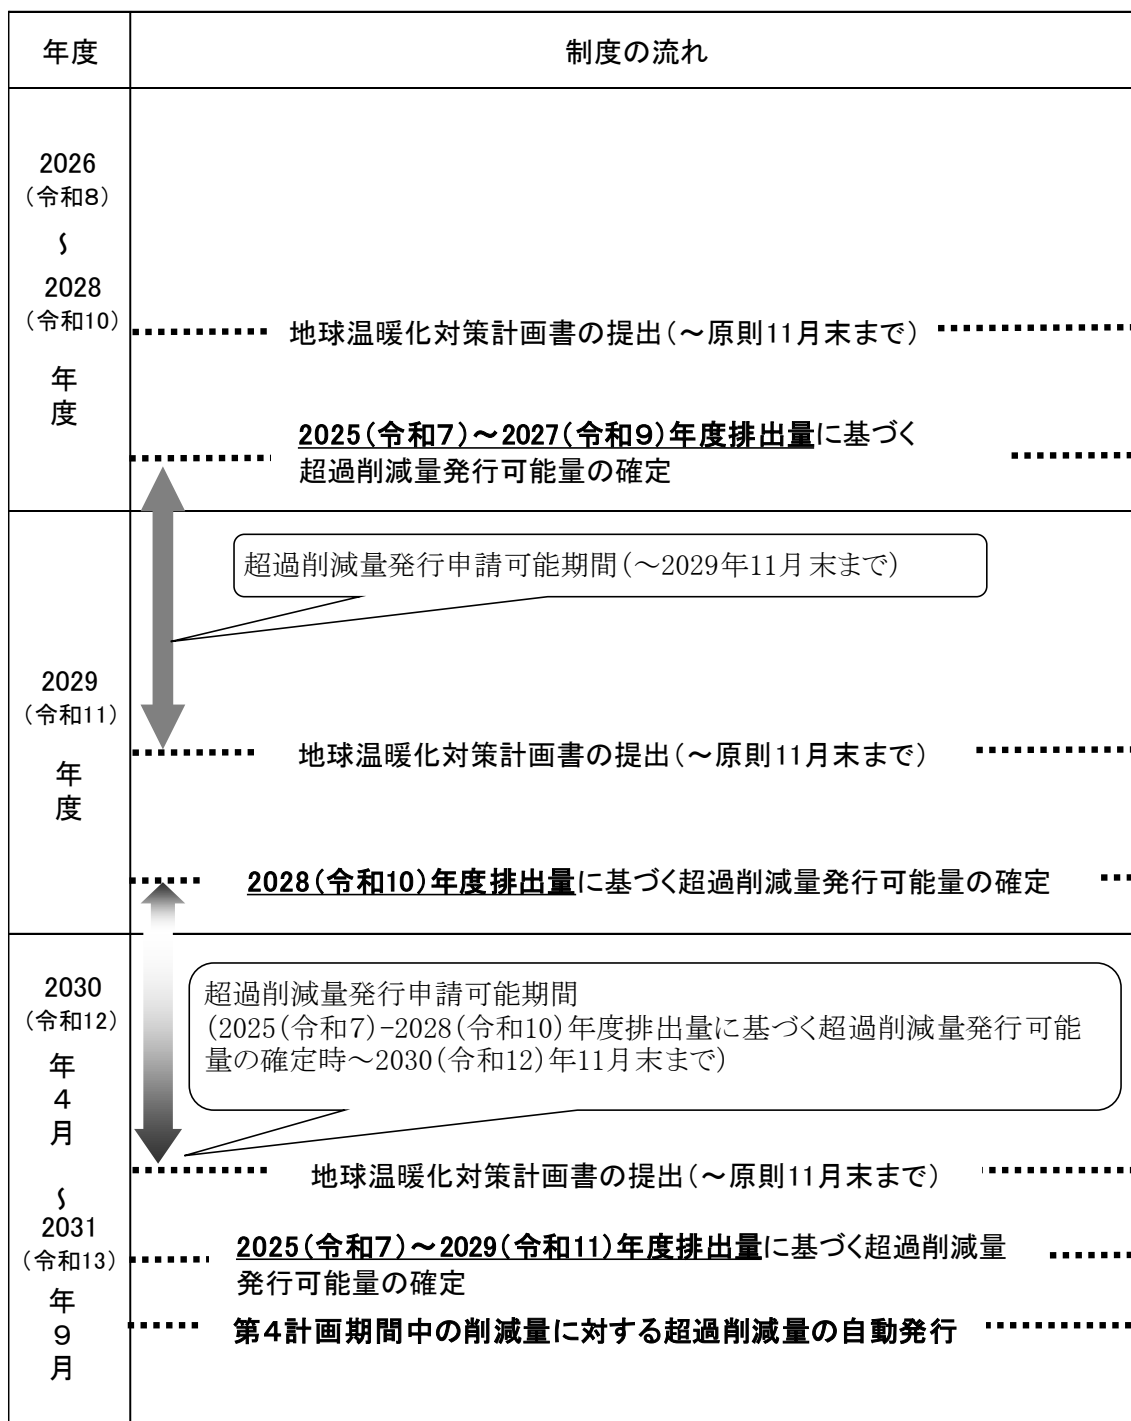 年度
制度の流れ
2026
（令和8）
～
2028
（令和10）
年
度
地球温暖化対策計画書の提出（～原則11月末まで）
2025（令和7）～2027（令和9）年度排出量に基づく
超過削減量発行可能量の確定
超過削減量発行申請可能期間（～2029年11月末まで）
2029
（令和11）
年
度
地球温暖化対策計画書の提出（～原則11月末まで）
2028（令和10）年度排出量に基づく超過削減量発行可能量の確定
2030
（令和12）
年
4
月
～
2031
（令和13）
年
9
月
超過削減量発行申請可能期間
（2025（令和7）-2028（令和10）年度排出量に基づく超過削減量発行可能
量の確定時～2030（令和12）年11月末まで）
地球温暖化対策計画書の提出（～原則11月末まで）
2025（令和7）～2029（令和11）年度排出量に基づく超過削減量
発行可能量の確定
第4計画期間中の削減量に対する超過削減量の自動発行